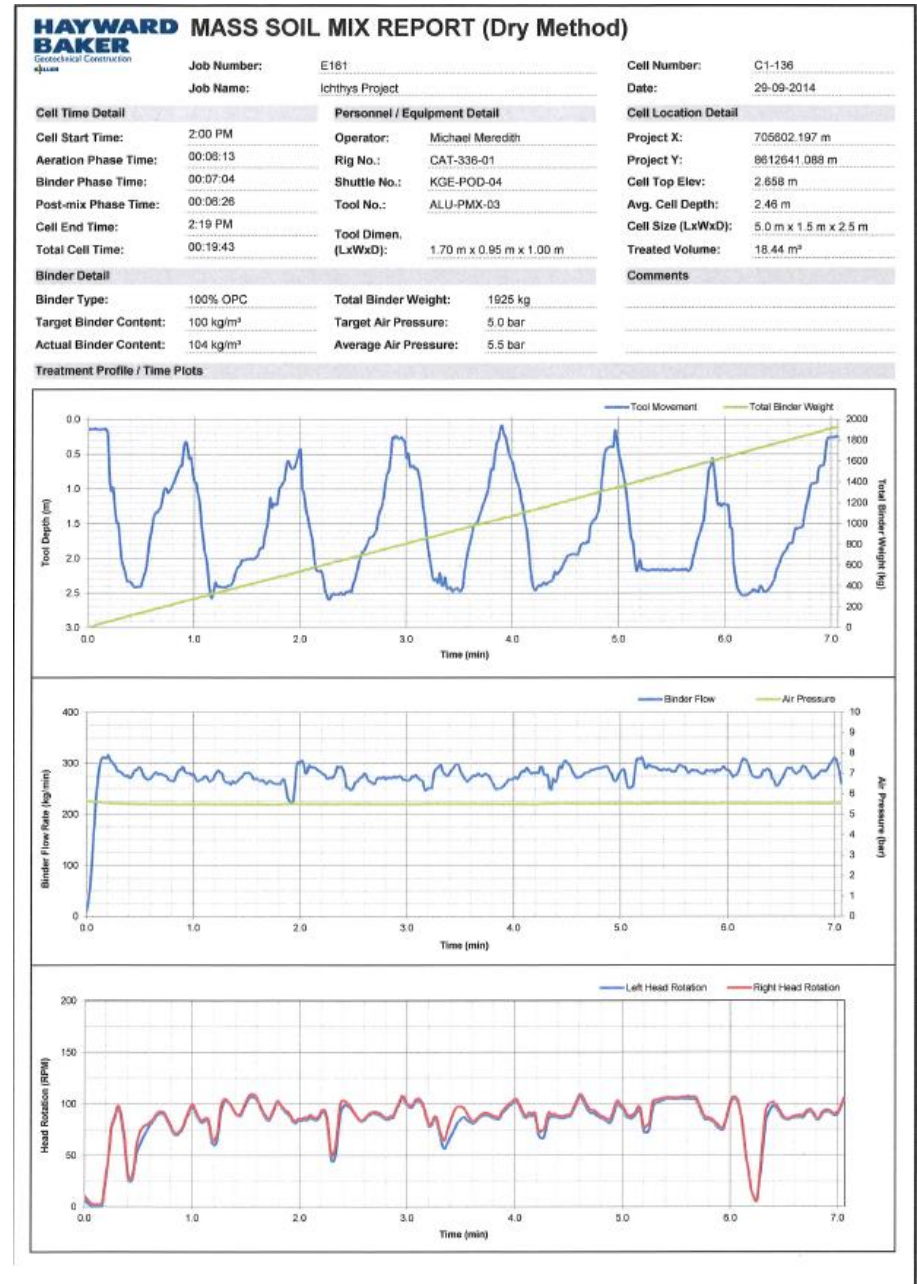 HAYWARD BAKER MASS SOIL MIX REPORT (Dry Method)
Geotechnical Construction
KELLER
Job Number: E161 Cell Number: C1-136
Job Name: Ichthys Project Date: 29-09-2014
Cell Time Detail Personnel / Equipment Detail Cell Location Detail
Cell Start Time: 2:00 PM Operator: Michael Meredith Project X: 705602.197 m
Aeration Phase Time: 00:06:13 Rig No.: CAT-336-01 Project Y: 8612641.088 m
Binder Phase Time: 00:07:04 Shuttle No.: KGE-POD-04 Cell Top Elev: 2.658 m
Post-mix Phase Time: 00:06:26 Tool No.: ALU-PMX-03 Avg. Cell Depth: 2.46 m
Cell End Time: 2:19 PM Tool Dimen. Cell Size (LxWxD): 5.0 m x 1.5 m x 2.5 m
Total Cell Time: 00:19:43 (LxWxD): 1.70 m x 0.95 m x 1.00 m Treated Volume: 18.44 m³
Binder Detail Comments
Binder Type: 100% OPC Total Binder Weight: 1925 kg
Target Binder Content: 100 kg/m³ Target Air Pressure: 5.0 bar
Actual Binder Content: 104 kg/m³ Average Air Pressure: 5.5 bar
Treatment Profile / Time Plots
Tool Movement Total Binder Weight
Tool Depth (m)
0.0
0.5
1.0
1.5
2.0
2.5
3.0
Total Binder Weight (kg)
2000
1800
1600
1400
1200
1000
800
600
400
200
0
0.0 1.0 2.0 3.0 4.0 5.0 6.0 7.0
Time (min)
Binder Flow Air Pressure
Binder Flow Rate (kg/min)
400
300
200
100
0
Air Pressure (bar)
10
9
8
7
6
5
4
3
2
1
0
0.0 1.0 2.0 3.0 4.0 5.0 6.0 7.0
Time (min)
Left Head Rotation Right Head Rotation
Head Rotation (RPM)
200
150
100
50
0
0.0 1.0 2.0 3.0 4.0 5.0 6.0 7.0
Time (min)